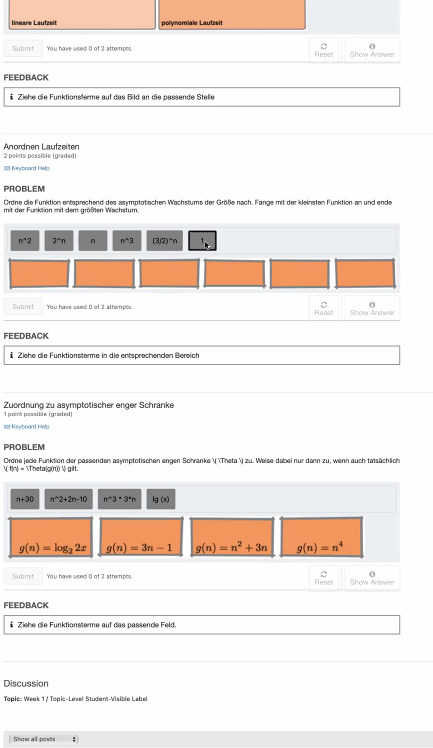 lineare Laufzeit
polynomiale Laufzeit
Submit
You have used 0 of 2 attempts.
Reset
Show Answer
FEEDBACK
Ziehe die Funktionsferme auf das Bild an die passende Stelle
Anordnen Laufzeiten
2 points possible (graded)
Keyboard Help
PROBLEM
Ordne die Funktion entsprechend des asymptotischen Wachstums der Größe nach. Fange mit der kleinsten Funktion an und ende
mit der Funktion mit dem größten Wachstum.
n^2
2^n
n
n^3
(3/2)^n
1
Submit
You have used 0 of 2 attempts.
Reset
Show Answer
FEEDBACK
Ziehe die Funktionsterme in die entsprechenden Bereich
Zuordnung zu asymptotischer enger Schranke
1 point possible (graded)
Keyboard Help
PROBLEM
Ordne jede Funktion der passenden asymptotischen engen Schranke \( \Theta \) zu. Weise dabei nur dann zu, wenn auch tatsächlich
\( f(n) = \Theta(g(n)) \) gilt.
n+30
n^2+2n-10
n^3 * 3*n
lg (x)
g(n) = log₂ 2x
g(n) = 3n − 1
g(n) = n² + 3n
g(n) = n⁴
Submit
You have used 0 of 2 attempts.
Reset
Show Answer
FEEDBACK
Ziehe die Funktionsterme auf das passende Feld.
Discussion
Topic: Week 1 / Topic-Level Student-Visible Label
Show all posts